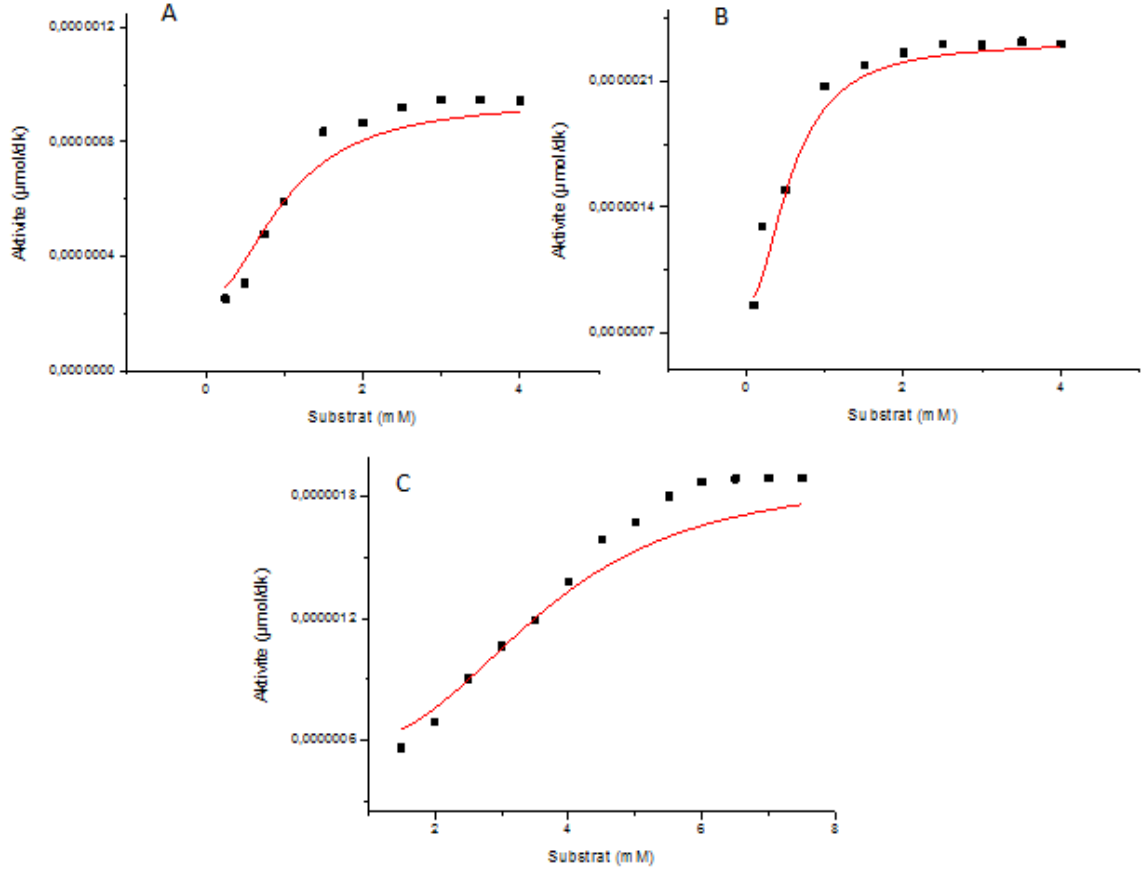 A
0,0000012
0,0000008
0,0000004
0,0000000
Aktivite (µmol/dk)
0 2 4
Substrat (mM)
B
0,0000021
0,0000014
0,0000007
Aktivite (µmol/dk)
0 2 4
Substrat (mM)
C
0,0000018
0,0000012
0,0000006
Aktivite (µmol/dk)
2 4 6 8
Substrat (mM)